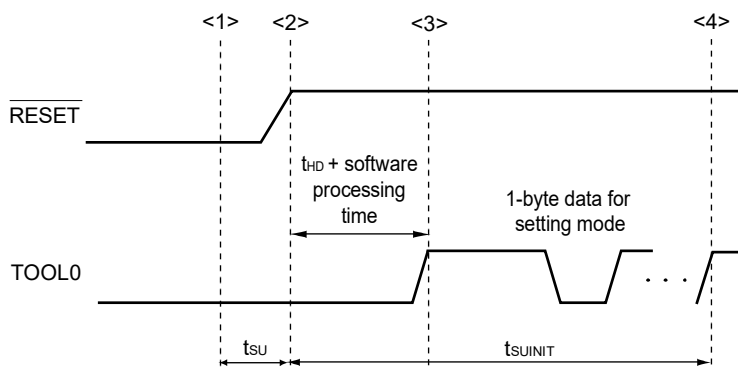 <1> <2> <3> <4>
RESET
tHD + software
processing
time
1-byte data for
setting mode
TOOL0
. . .
tSU tSUINIT